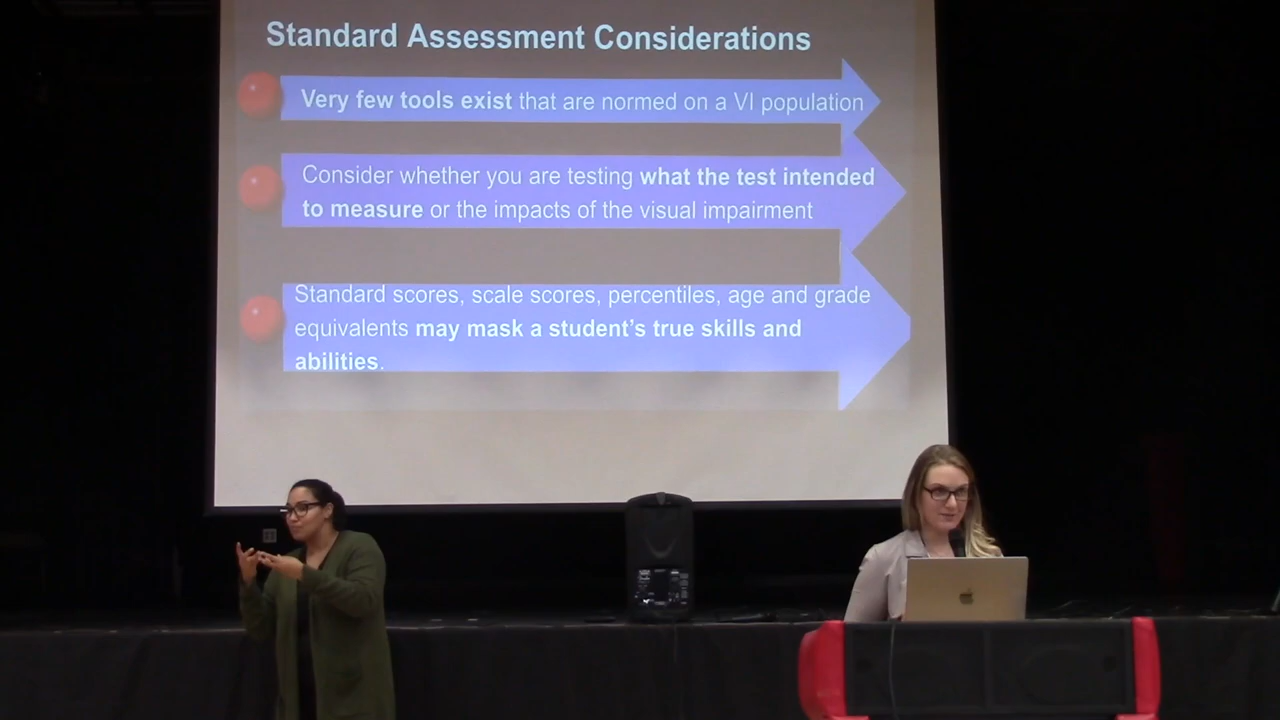 Standard Assessment Considerations
Very few tools exist that are normed on a VI population
Consider whether you are testing what the test intended
to measure or the impacts of the visual impairment
Standard scores, scale scores, percentiles, age and grade
equivalents may mask a student’s true skills and
abilities.